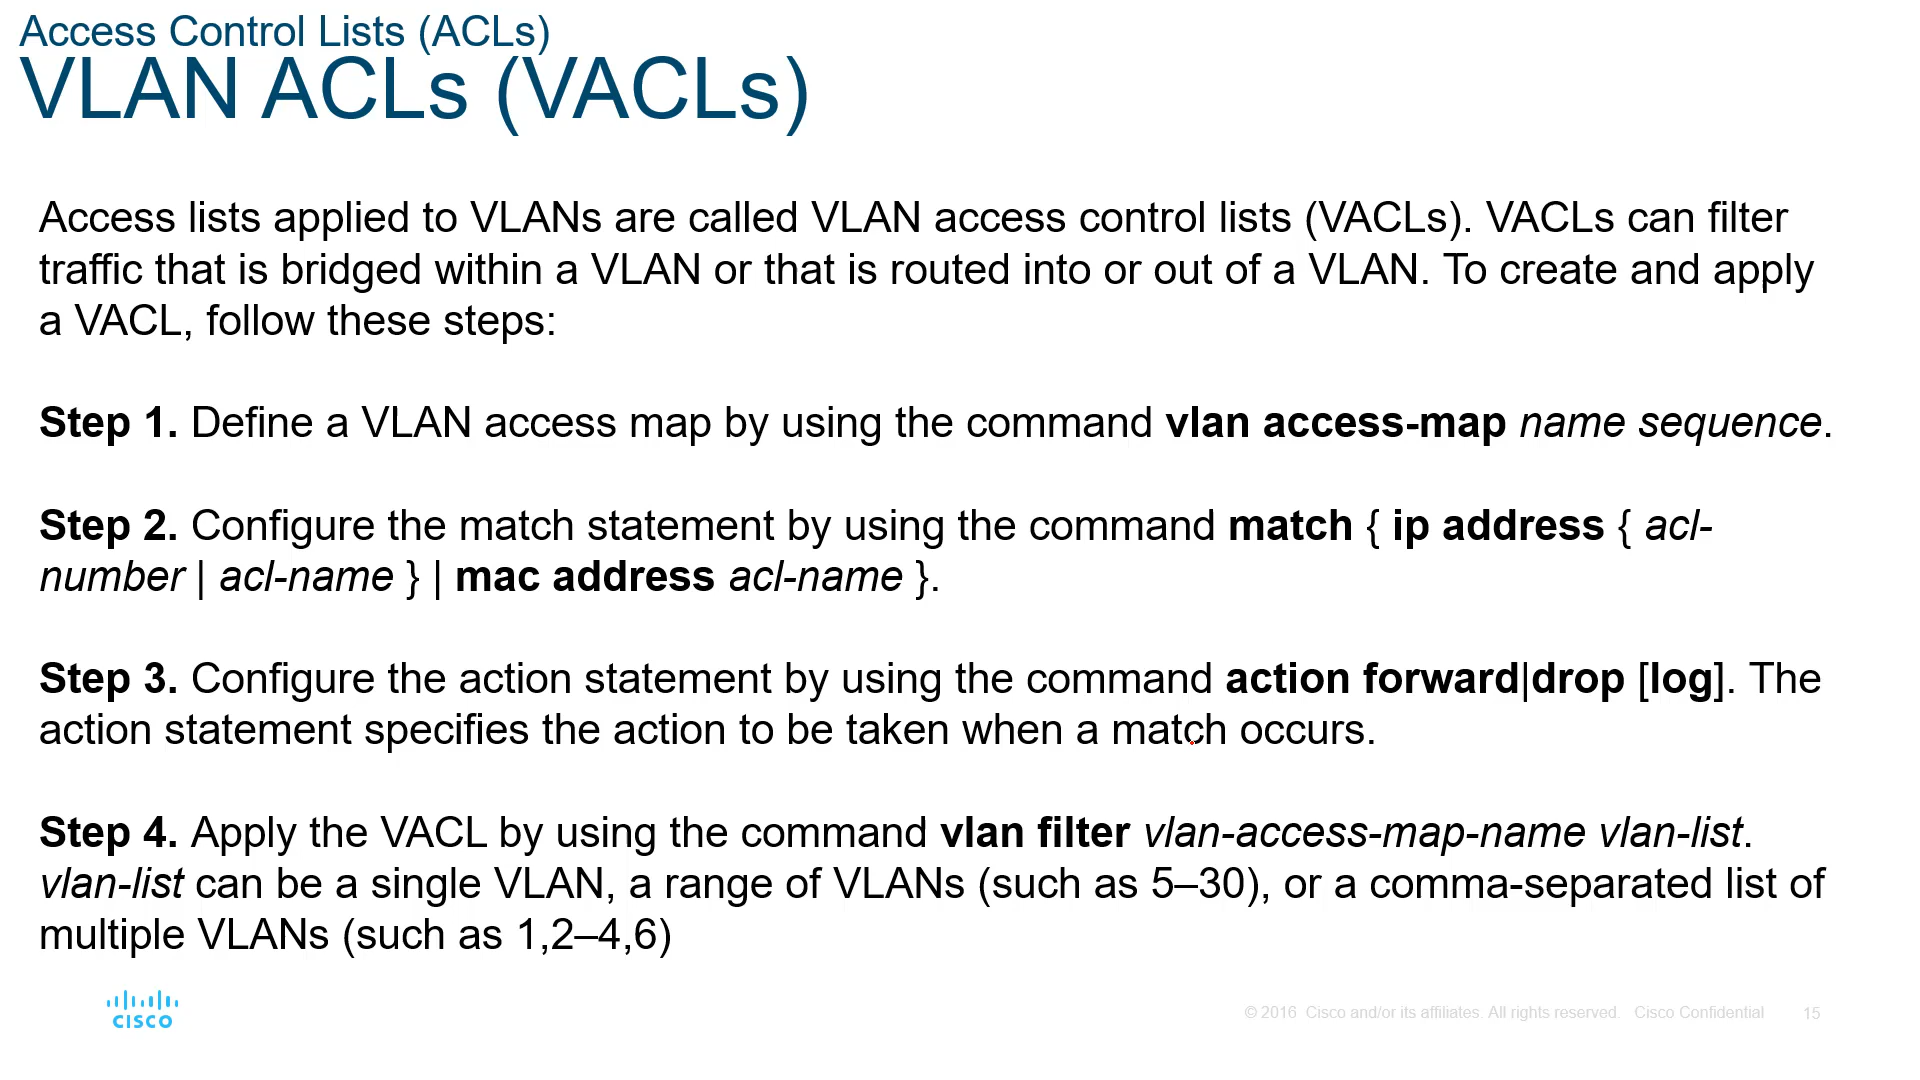 Access Control Lists (ACLs)
VLAN ACLs (VACLs)
Access lists applied to VLANs are called VLAN access control lists (VACLs). VACLs can filter
traffic that is bridged within a VLAN or that is routed into or out of a VLAN. To create and apply
a VACL, follow these steps:
Step 1. Define a VLAN access map by using the command vlan access-map name sequence.
Step 2. Configure the match statement by using the command match { ip address { acl-
number | acl-name } | mac address acl-name }.
Step 3. Configure the action statement by using the command action forward|drop [log]. The
action statement specifies the action to be taken when a match occurs.
Step 4. Apply the VACL by using the command vlan filter vlan-access-map-name vlan-list.
vlan-list can be a single VLAN, a range of VLANs (such as 5–30), or a comma-separated list of
multiple VLANs (such as 1,2–4,6)
CISCO
© 2016 Cisco and/or its affiliates. All rights reserved. Cisco Confidential 15